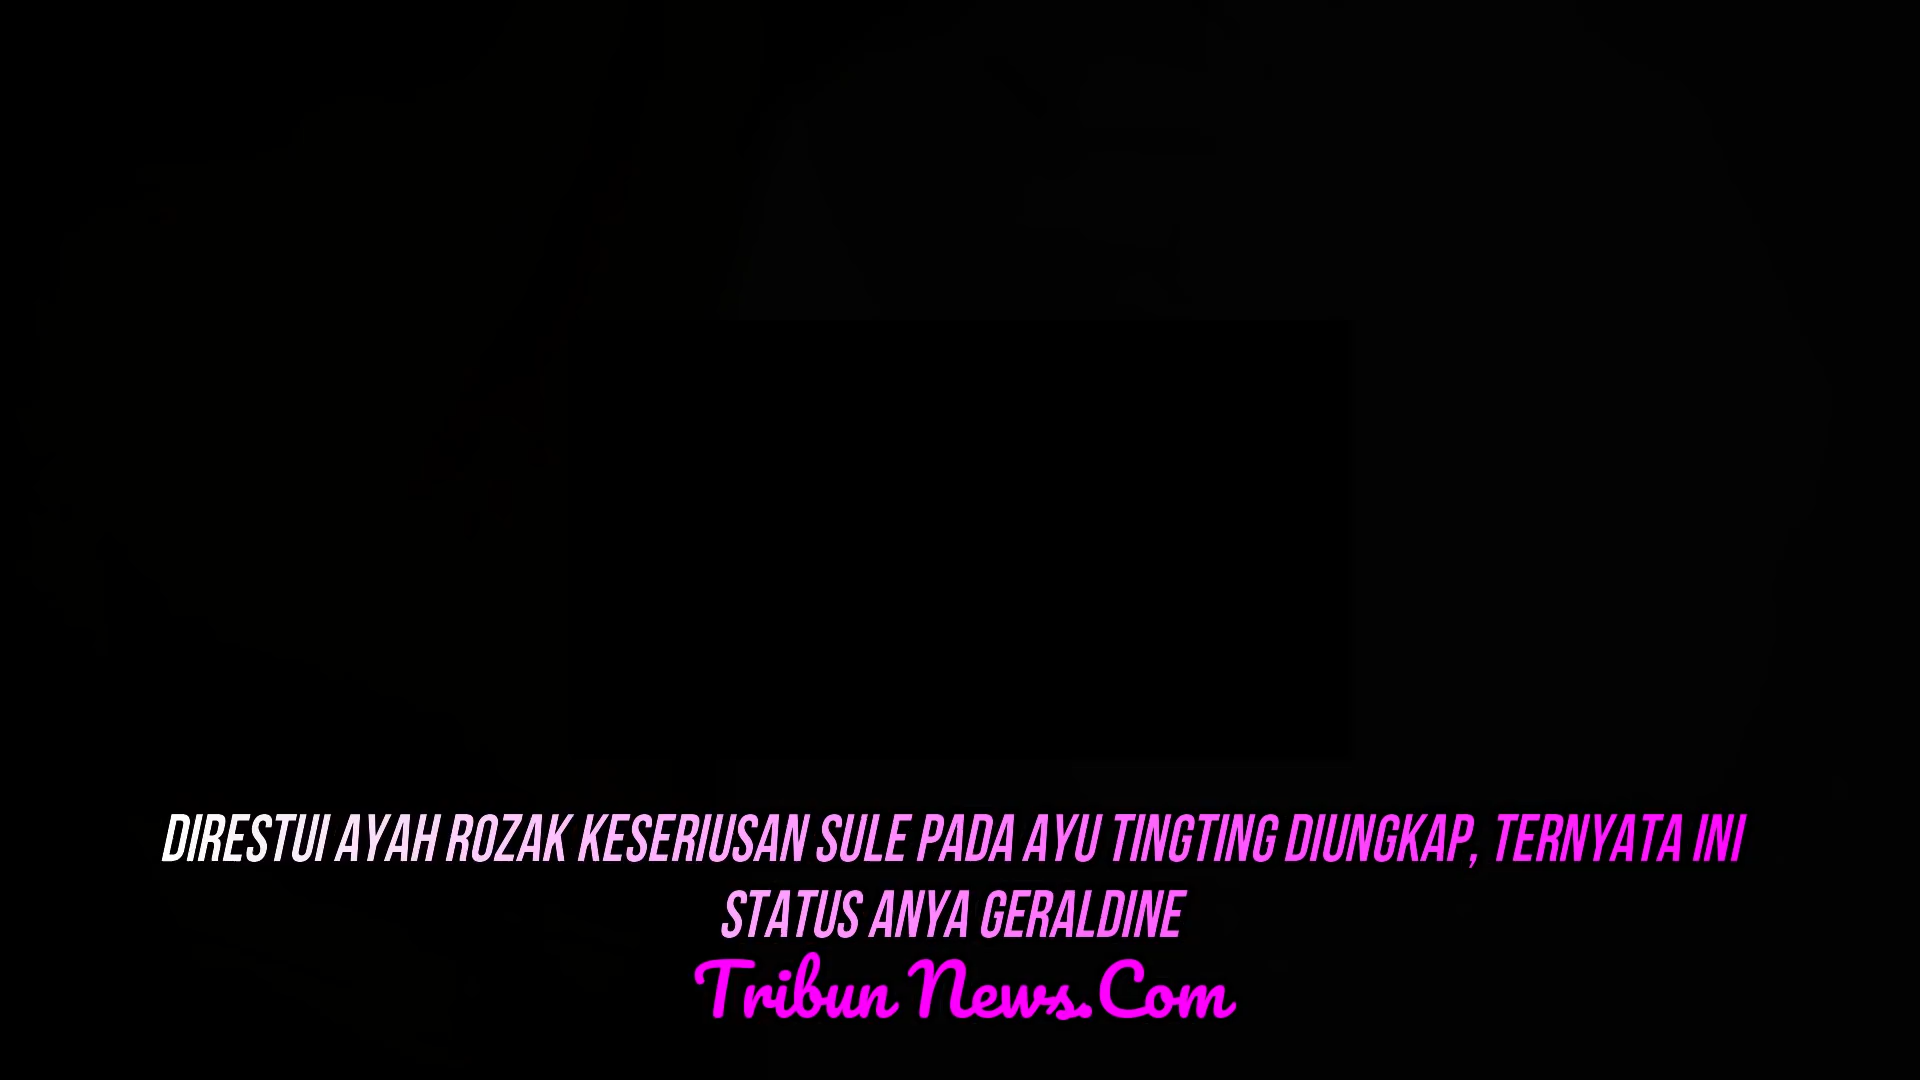 DIRESTUI AYAH ROZAK KESERIUSAN SULE PADA AYU TINGTING DIUNGKAP, TERNYATA INI
STATUS ANYA GERALDINE
Tribun News.Com